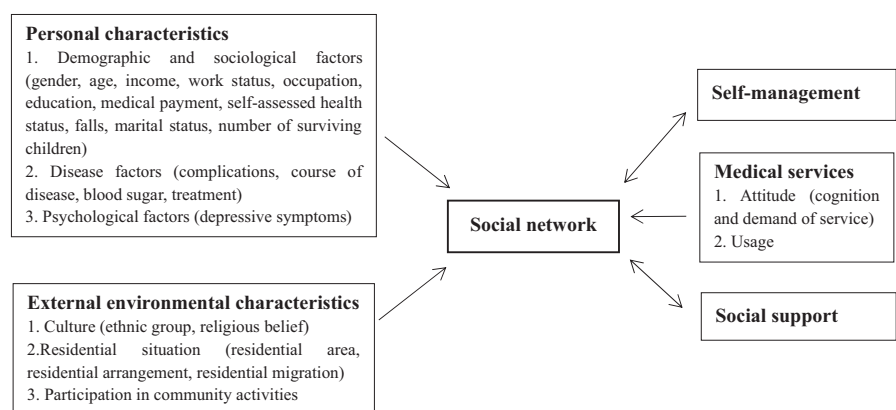 Personal characteristics
1. Demographic and sociological factors
(gender, age, income, work status, occupation,
education, medical payment, self-assessed health
status, falls, marital status, number of surviving
children)
2. Disease factors (complications, course of
disease, blood sugar, treatment)
3. Psychological factors (depressive symptoms)
External environmental characteristics
1. Culture (ethnic group, religious belief)
2.Residential situation (residential area,
residential arrangement, residential migration)
3. Participation in community activities
Social network
Self-management
Medical services
1. Attitude (cognition
and demand of service)
2. Usage
Social support